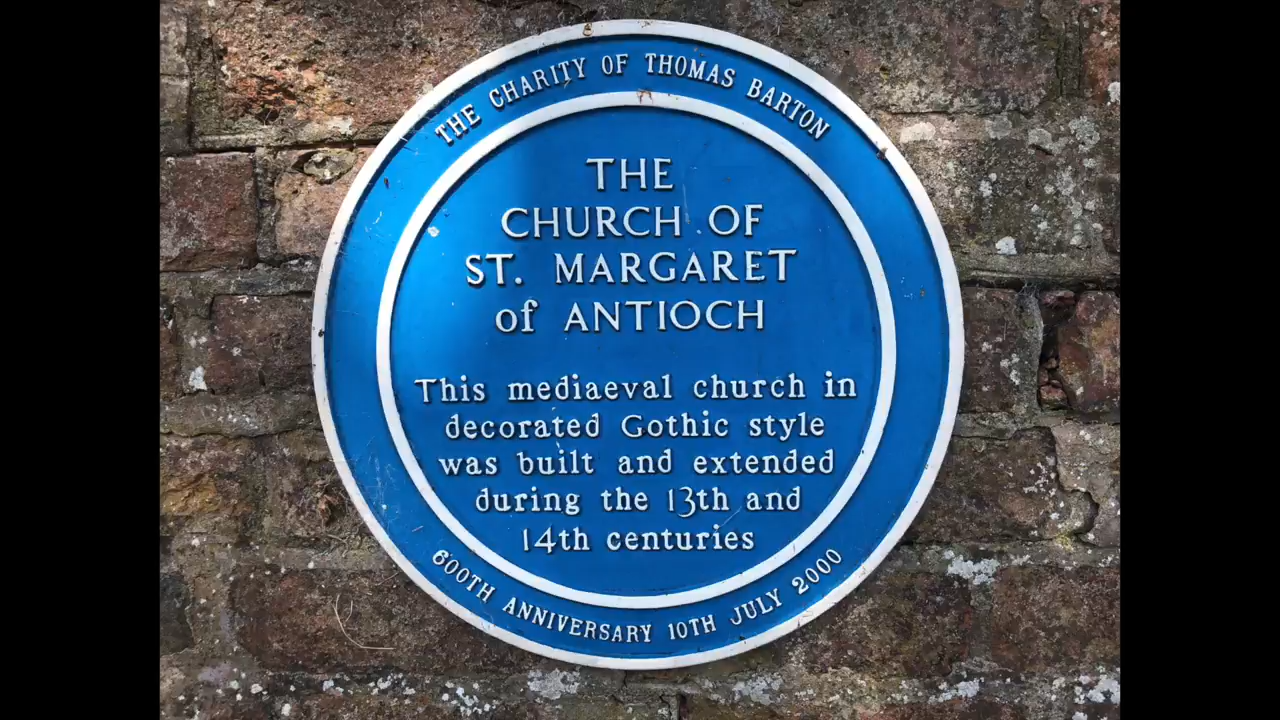 THE CHARITY OF THOMAS BARTON
THE
CHURCH OF
ST. MARGARET
of ANTIOCH
This mediaeval church in
decorated Gothic style
was built and extended
during the 13th and
14th centuries
600TH ANNIVERSARY 10TH JULY 2000